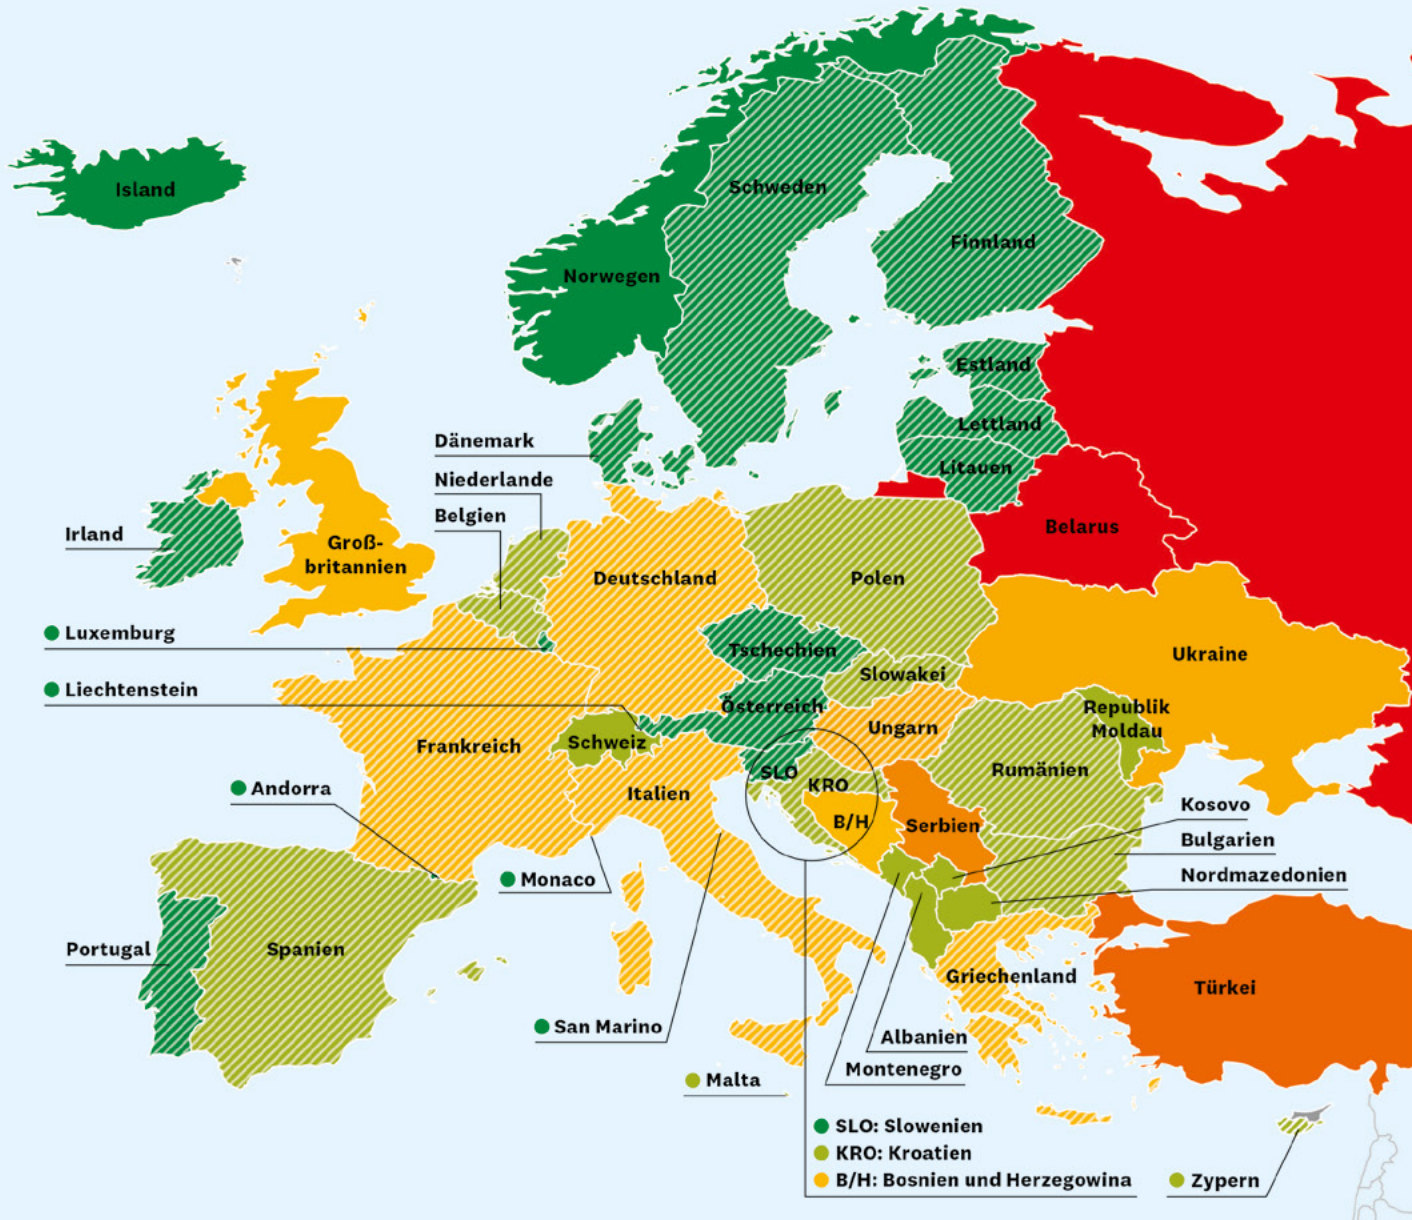 Island
Schweden
Finnland
Norwegen
Estland
Lettland
Litauen
Dänemark
Niederlande
Belgien
Irland
Groß-
britannien
Belarus
Deutschland
Polen
Luxemburg
Tschechien
Ukraine
Slowakei
Liechtenstein
Österreich
Republik
Moldau
Ungarn
Frankreich
Schweiz
Rumänien
SLO
KRO
Andorra
Italien
B/H
Serbien
Kosovo
Bulgarien
Monaco
Nordmazedonien
Portugal
Spanien
Griechenland
Türkei
San Marino
Albanien
Montenegro
Malta
SLO: Slowenien
KRO: Kroatien
B/H: Bosnien und Herzegowina
Zypern